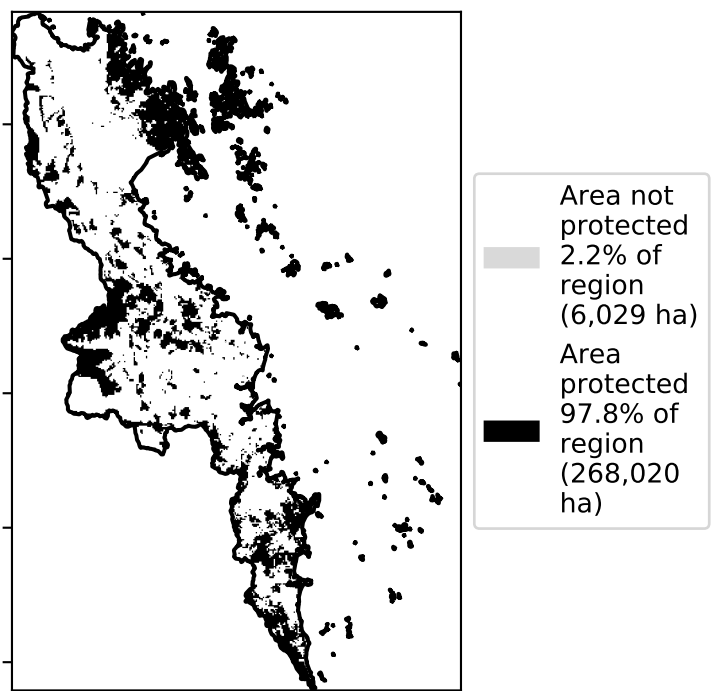 Area not
protected
2.2% of
region
(6,029 ha)
Area
protected
97.8% of
region
(268,020
ha)